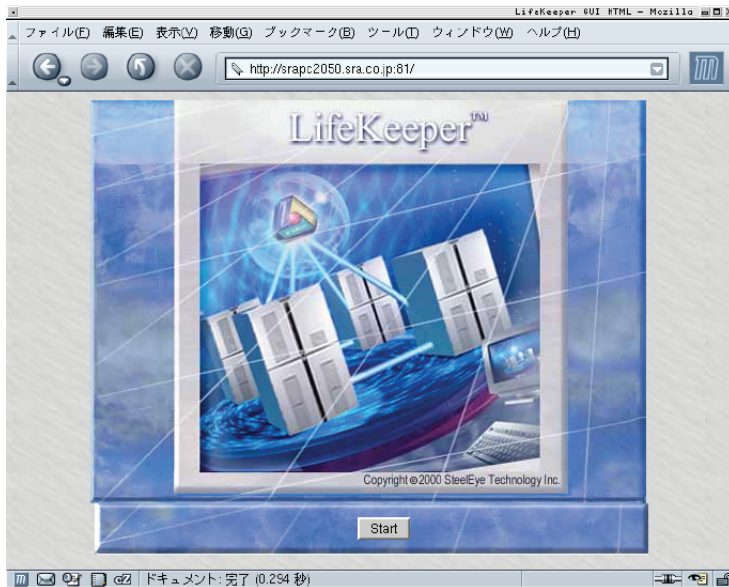 LifeKeeper GUI HTML - Mozilla
ファイル(F) 編集(E) 表示(V) 移動(G) ブックマーク(B) ツール(T) ウィンドウ(W) ヘルプ(H)
http://srapc2050.sra.co.jp:81/
LifeKeeper™
Copyright©2000 SteelEye Technology Inc.
Start
ドキュメント: 完了 (0.294 秒)